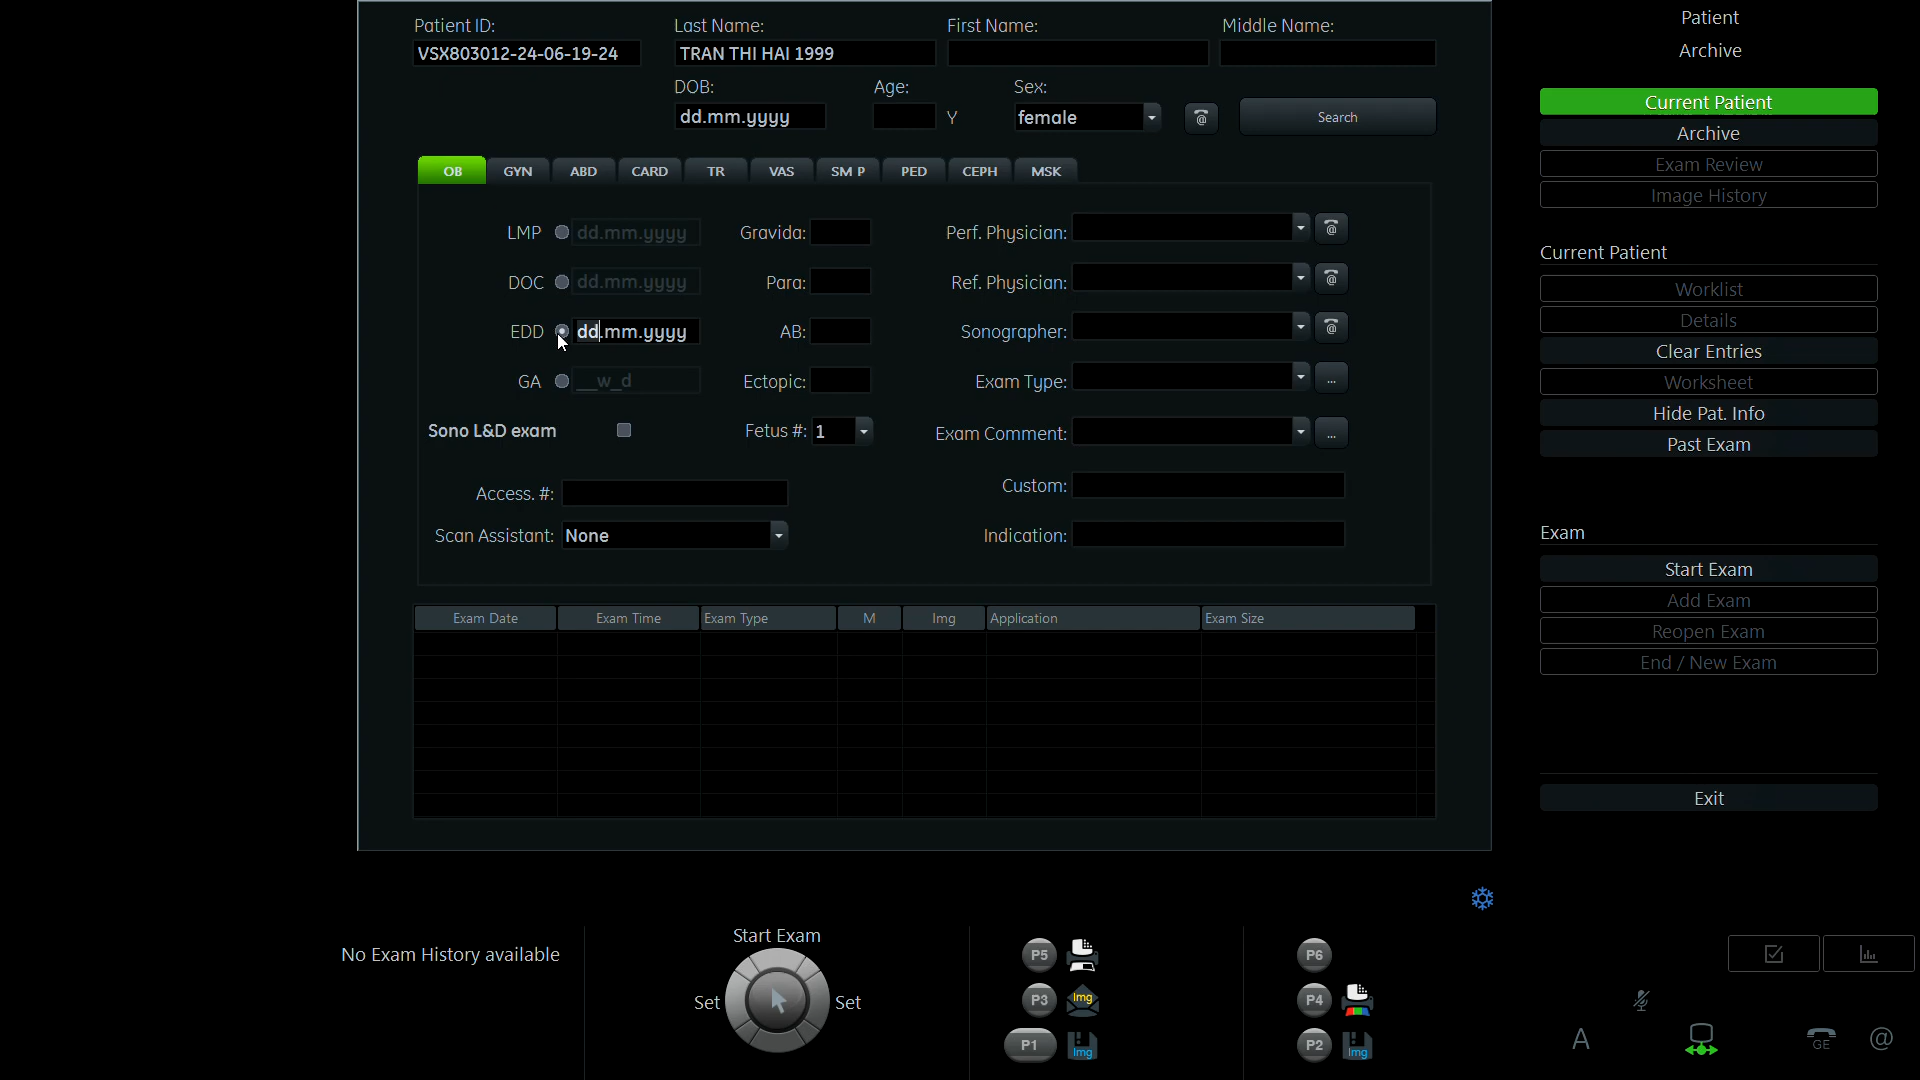 Patient ID: Last Name: First Name: Middle Name:
VSX803012-24-06-19-24 TRAN THI HAI 1999
DOB: Age: Sex:
dd.mm.yyyy Y female @ Search
OB GYN ABD CARD TR VAS SM P PED CEPH MSK
LMP dd.mm.yyyy Gravida: Perf. Physician: @
DOC dd.mm.yyyy Para: Ref. Physician: @
EDD dd.mm.yyyy AB: Sonographer: @
GA __w_d Ectopic: Exam Type: ...
Sono L&D exam Fetus #: 1 Exam Comment: ...
Access. #: Custom:
Scan Assistant: None Indication:
Exam Date Exam Time Exam Type M Img Application Exam Size
Patient
Archive
Current Patient
Archive
Exam Review
Image History
Current Patient
Worklist
Details
Clear Entries
Worksheet
Hide Pat. Info
Past Exam
Exam
Start Exam
Add Exam
Reopen Exam
End / New Exam
Exit
No Exam History available
Start Exam
Set Set
P5
P3 Img
P1 Img
P6
P4
P2 Img
A GE @